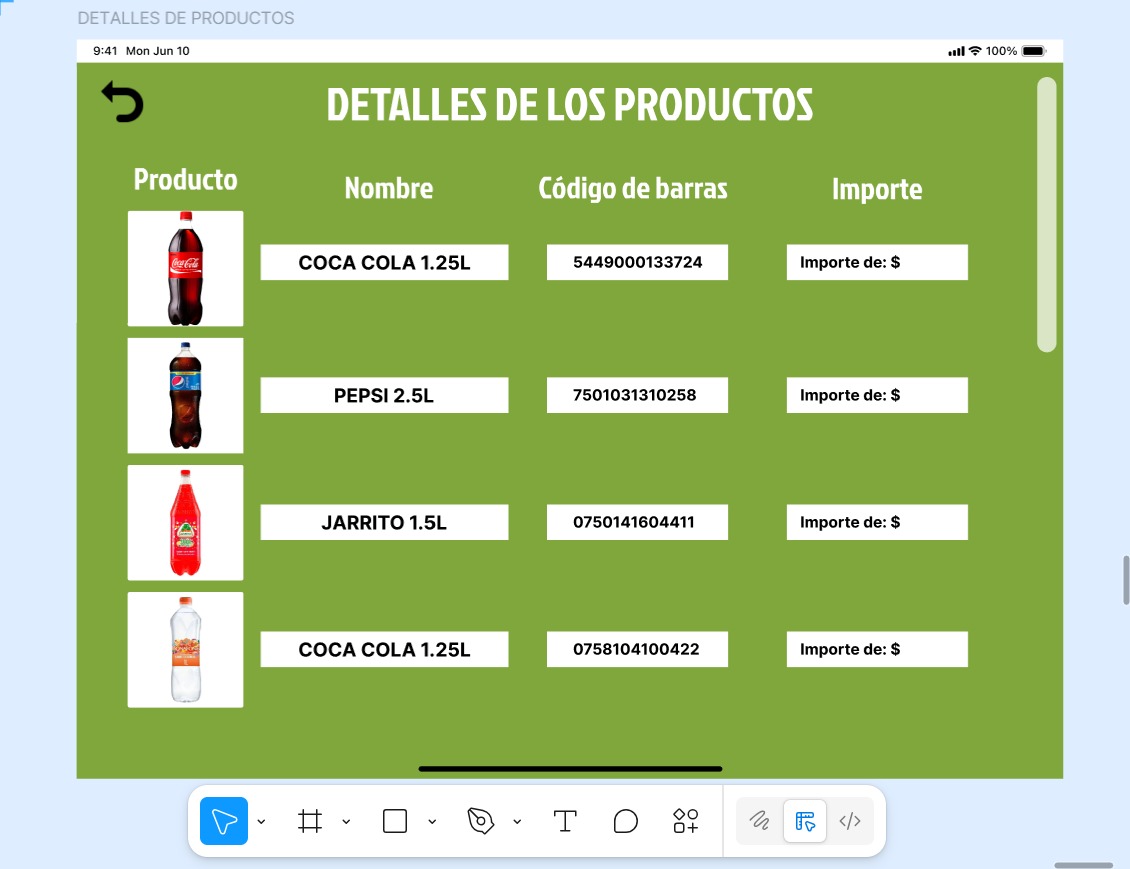 DETALLES DE PRODUCTOS
9:41 Mon Jun 10 100%
DETALLES DE LOS PRODUCTOS
Producto Nombre Código de barras Importe
Coca-Cola
COCA COLA 1.25L 5449000133724 Importe de: $
PEPSI 2.5L 7501031310258 Importe de: $
JARRITO 1.5L 0750141604411 Importe de: $
COCA COLA 1.25L 0758104100422 Importe de: $